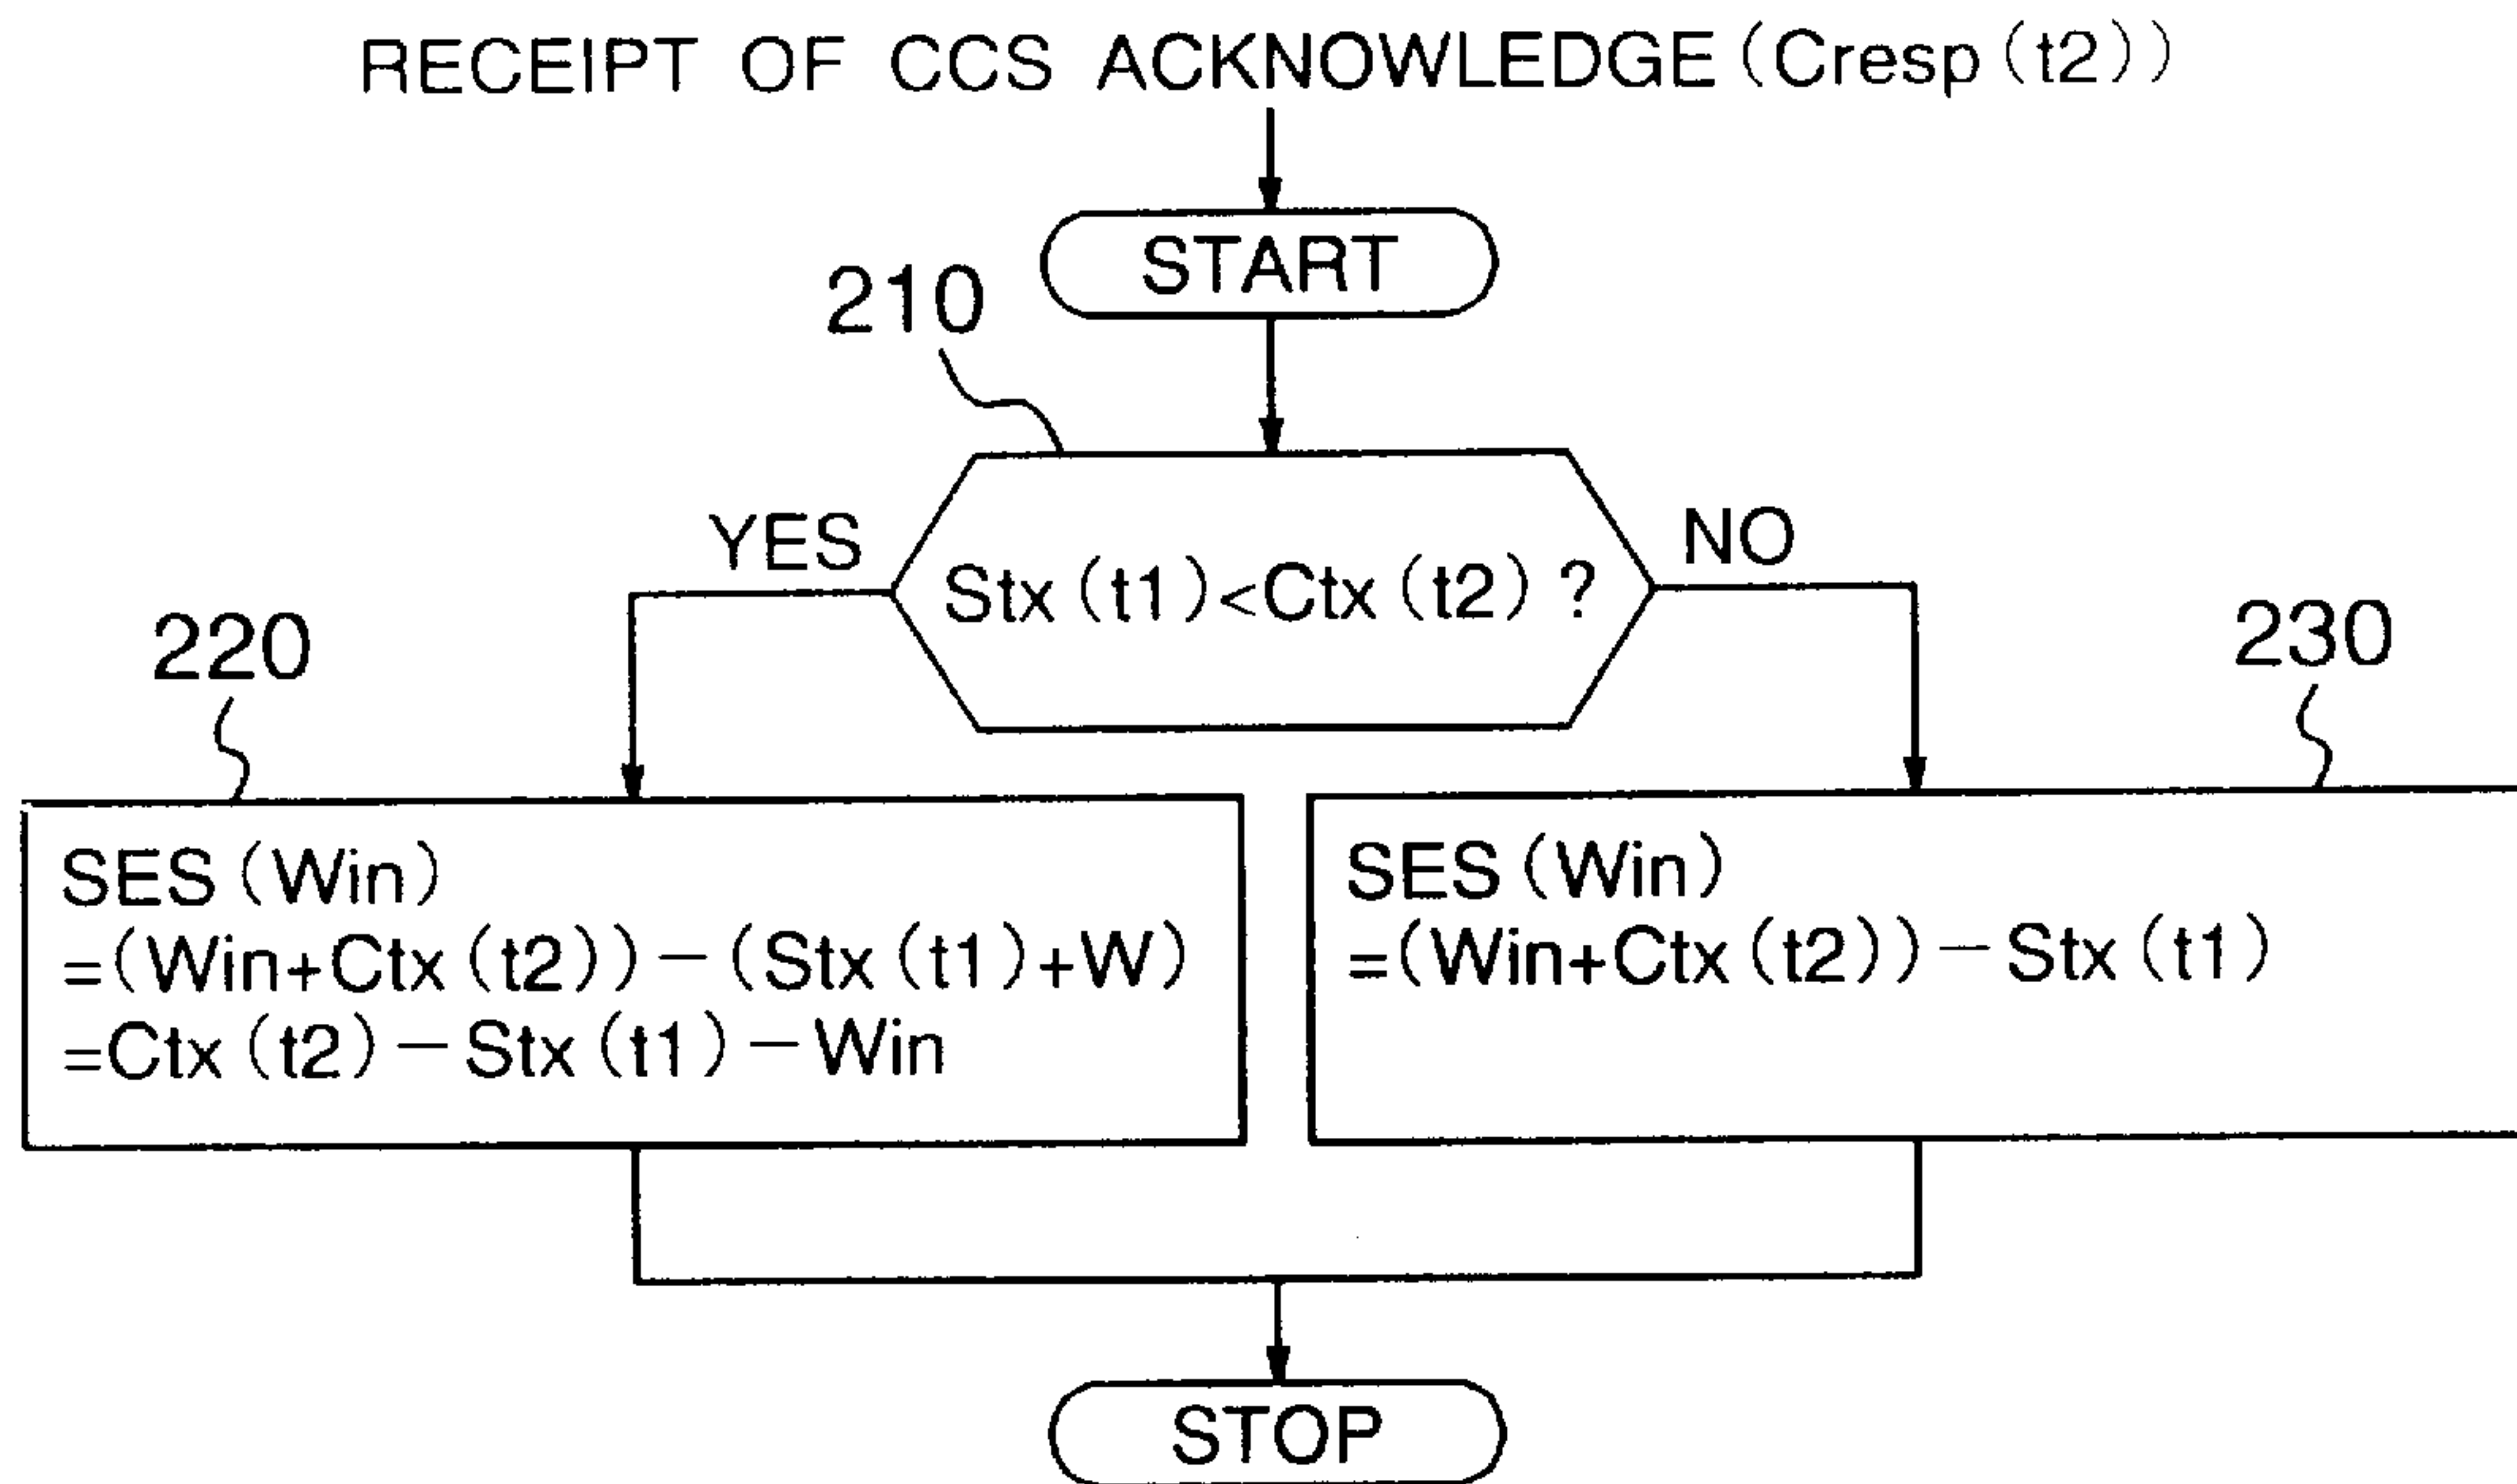 RECEIPT OF CCS ACKNOWLEDGE (Cresp (t2))
START
210
Stx (t1)<Ctx (t2) ?
YES
NO
220
230
SES (Win)
=(Win+Ctx (t2)) − (Stx (t1)+W)
=Ctx (t2) − Stx (t1) − Win
SES (Win)
=(Win+Ctx (t2)) − Stx (t1)
STOP